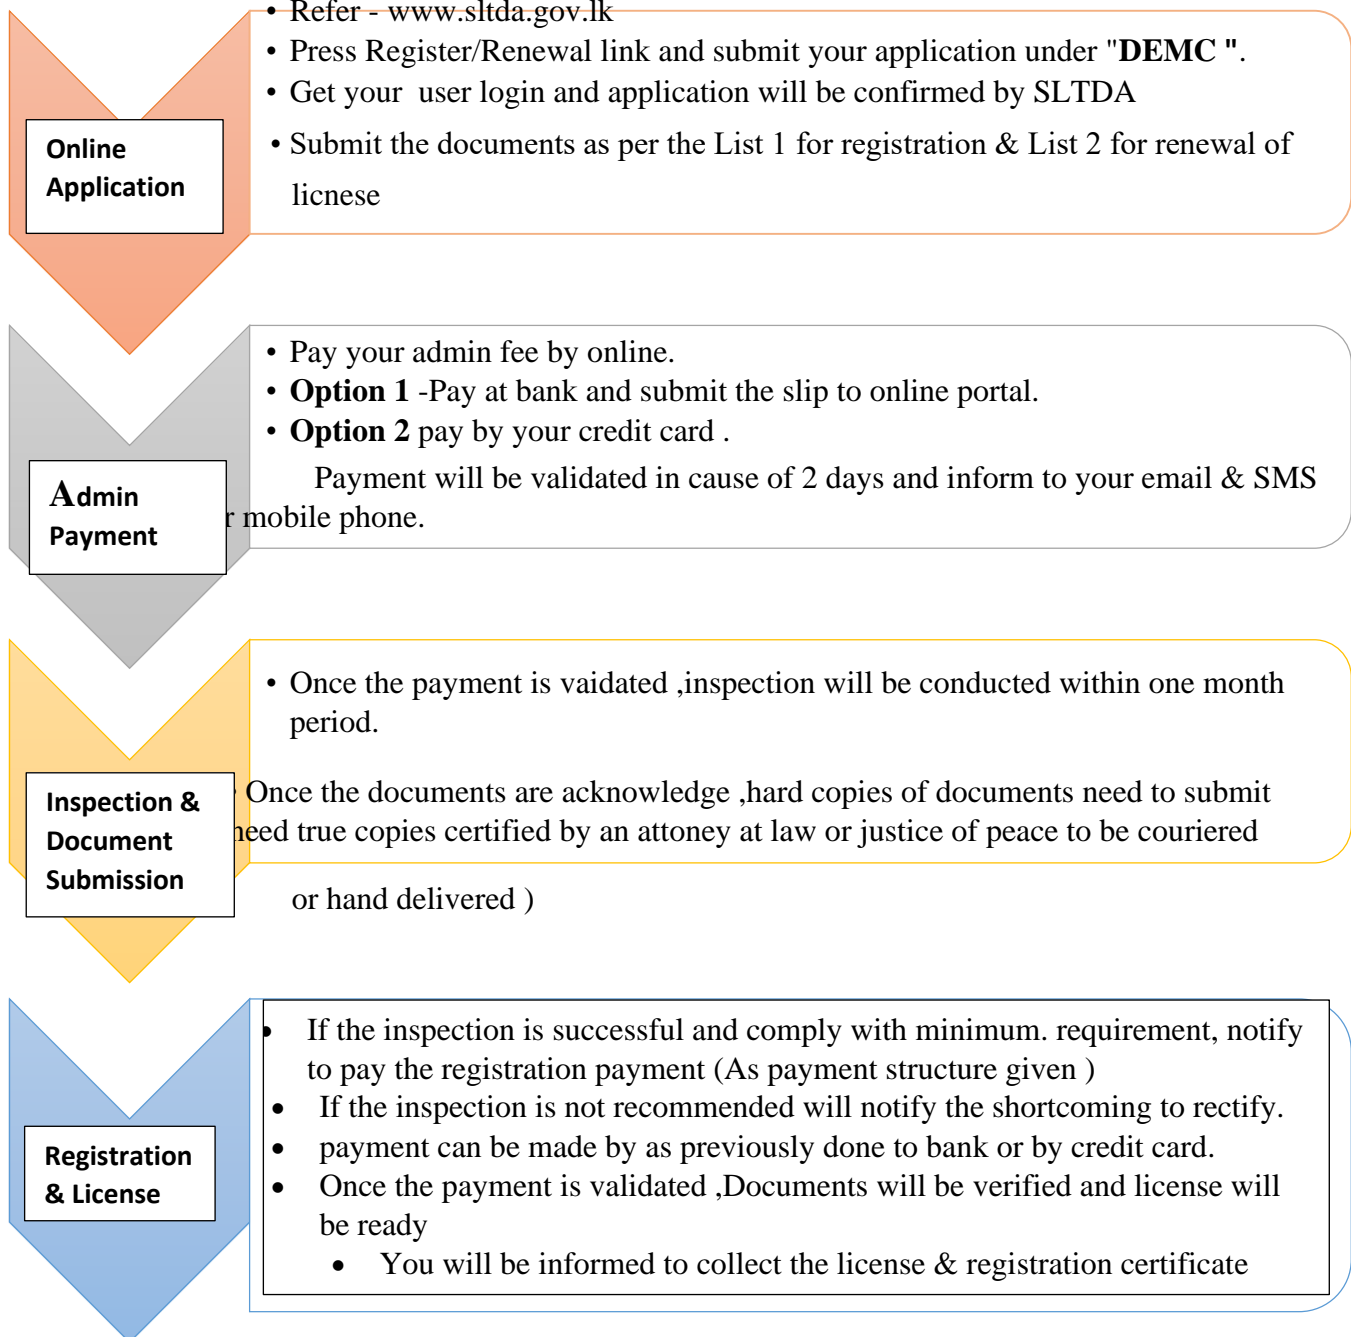 • Refer - www.sltda.gov.lk
• Press Register/Renewal link and submit your application under "DEMC ".
• Get your user login and application will be confirmed by SLTDA
Online
Application
• Submit the documents as per the List 1 for registration & List 2 for renewal of
licnese
• Pay your admin fee by online.
• Option 1 -Pay at bank and submit the slip to online portal.
• Option 2 pay by your credit card .
Admin
Payment
Payment will be validated in cause of 2 days and inform to your email & SMS
r mobile phone.
• Once the payment is vaidated ,inspection will be conducted within one month
period.
Inspection &
Document
Submission
• Once the documents are acknowledge ,hard copies of documents need to submit
need true copies certified by an attoney at law or justice of peace to be couriered
or hand delivered )
• If the inspection is successful and comply with minimum. requirement, notify
to pay the registration payment (As payment structure given )
• If the inspection is not recommended will notify the shortcoming to rectify.
Registration
& License
• payment can be made by as previously done to bank or by credit card.
• Once the payment is validated ,Documents will be verified and license will
be ready
• You will be informed to collect the license & registration certificate